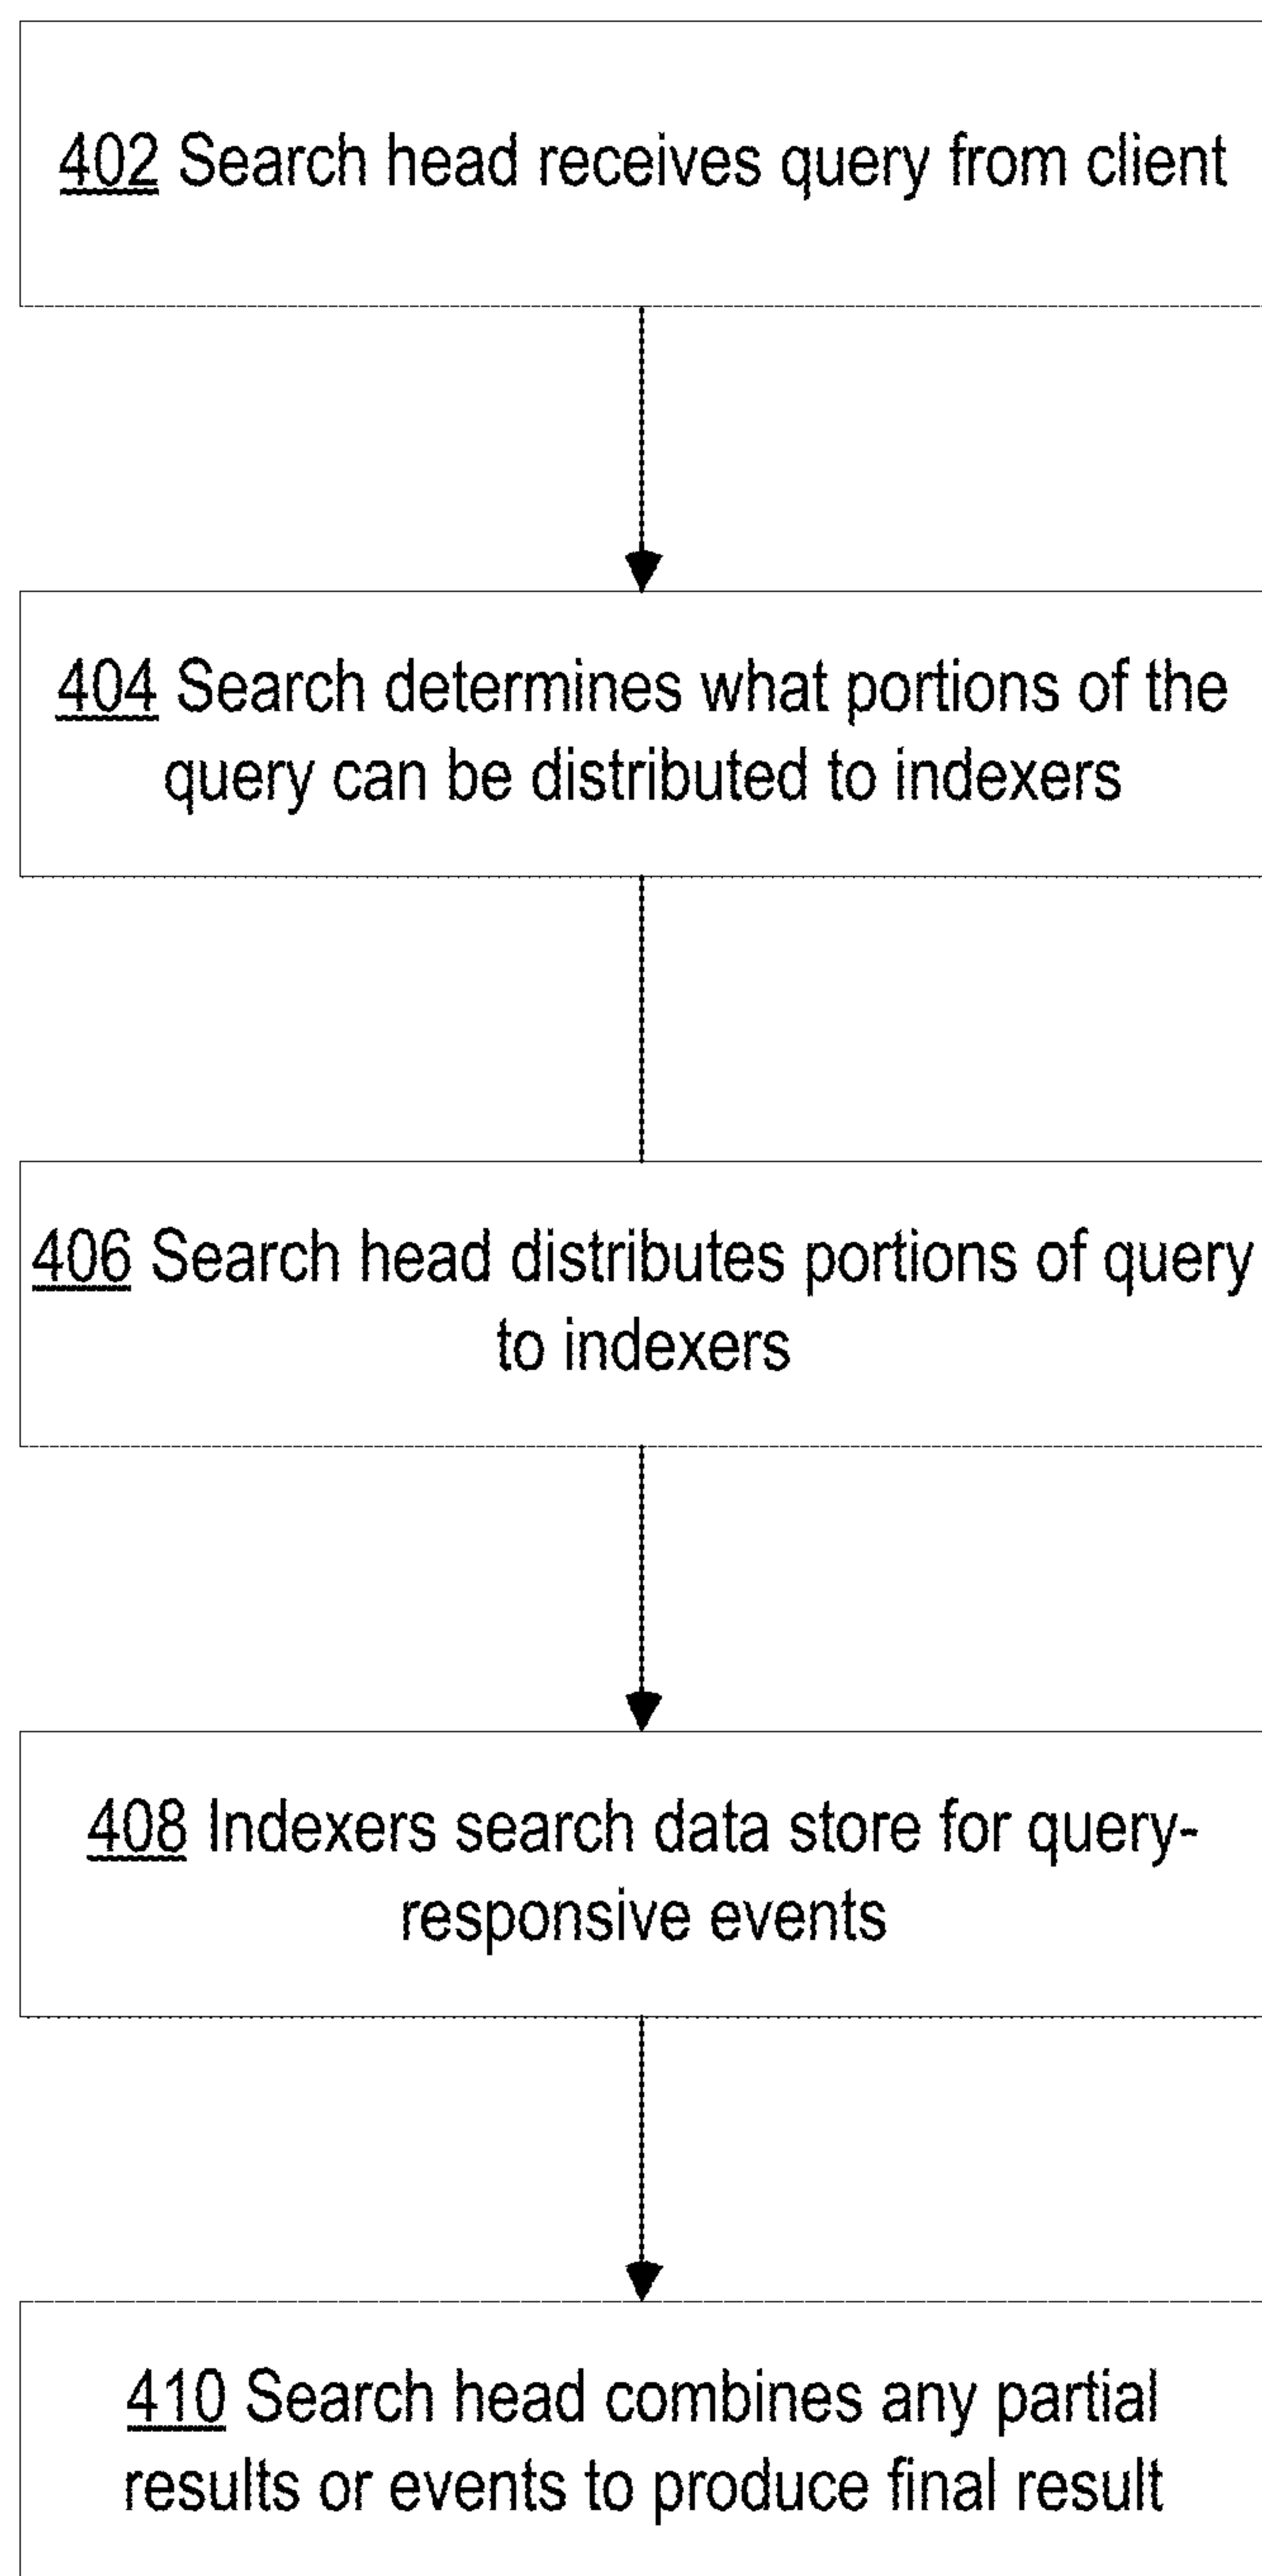 402 Search head receives query from client
404 Search determines what portions of the
query can be distributed to indexers
406 Search head distributes portions of query
to indexers
408 Indexers search data store for query-
responsive events
410 Search head combines any partial
results or events to produce final result